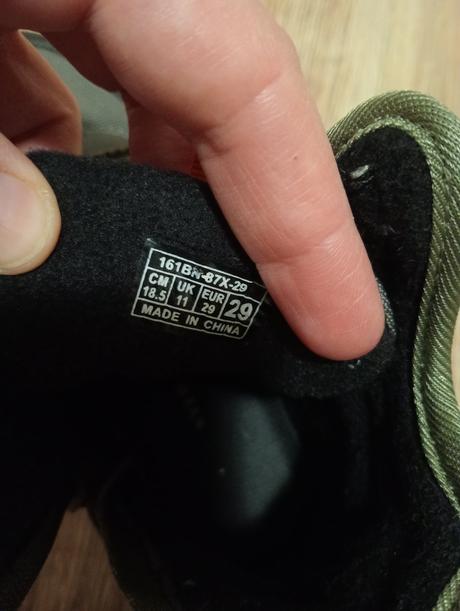 161BN-87X-29
CM UK EUR 29
18.5 11 29
MADE IN CHINA